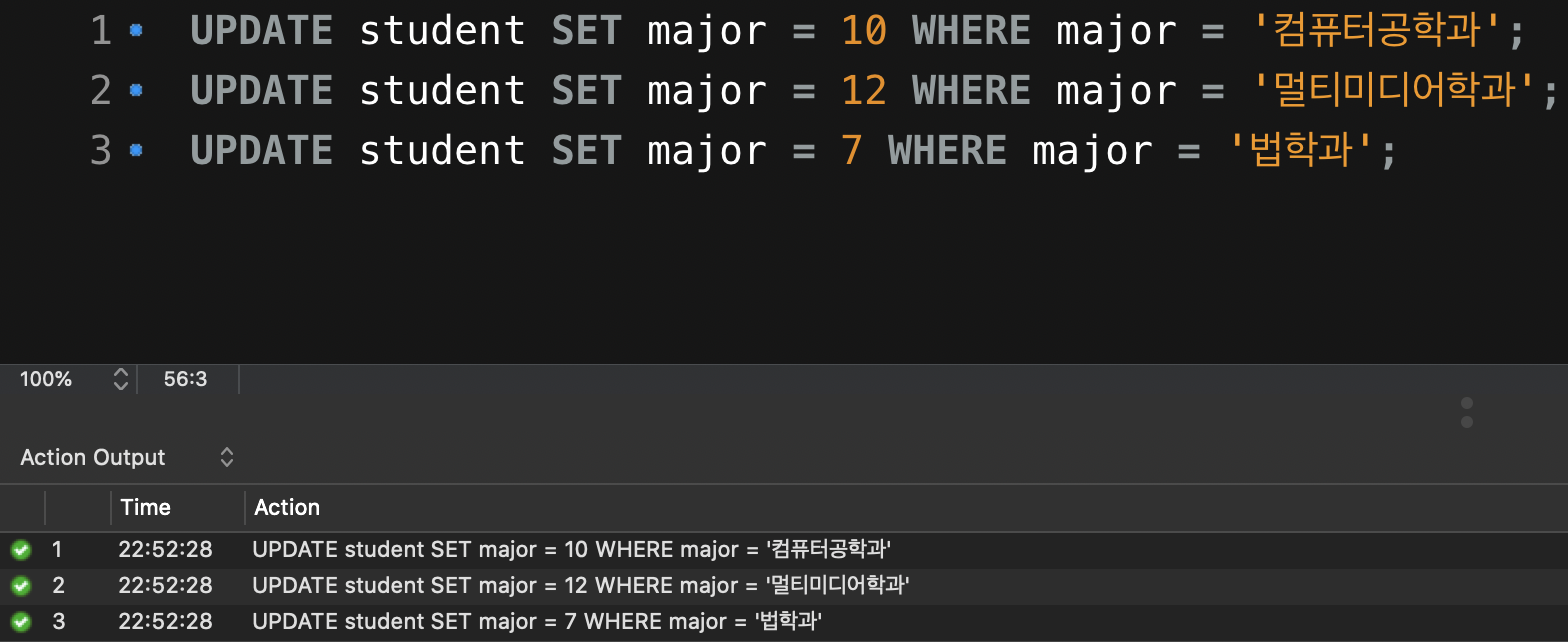 1 UPDATE student SET major = 10 WHERE major = '컴퓨터공학과';
2 UPDATE student SET major = 12 WHERE major = '멀티미디어학과';
3 UPDATE student SET major = 7 WHERE major = '법학과';
100% 56:3
Action Output
Time Action
1 22:52:28 UPDATE student SET major = 10 WHERE major = '컴퓨터공학과'
2 22:52:28 UPDATE student SET major = 12 WHERE major = '멀티미디어학과'
3 22:52:28 UPDATE student SET major = 7 WHERE major = '법학과'